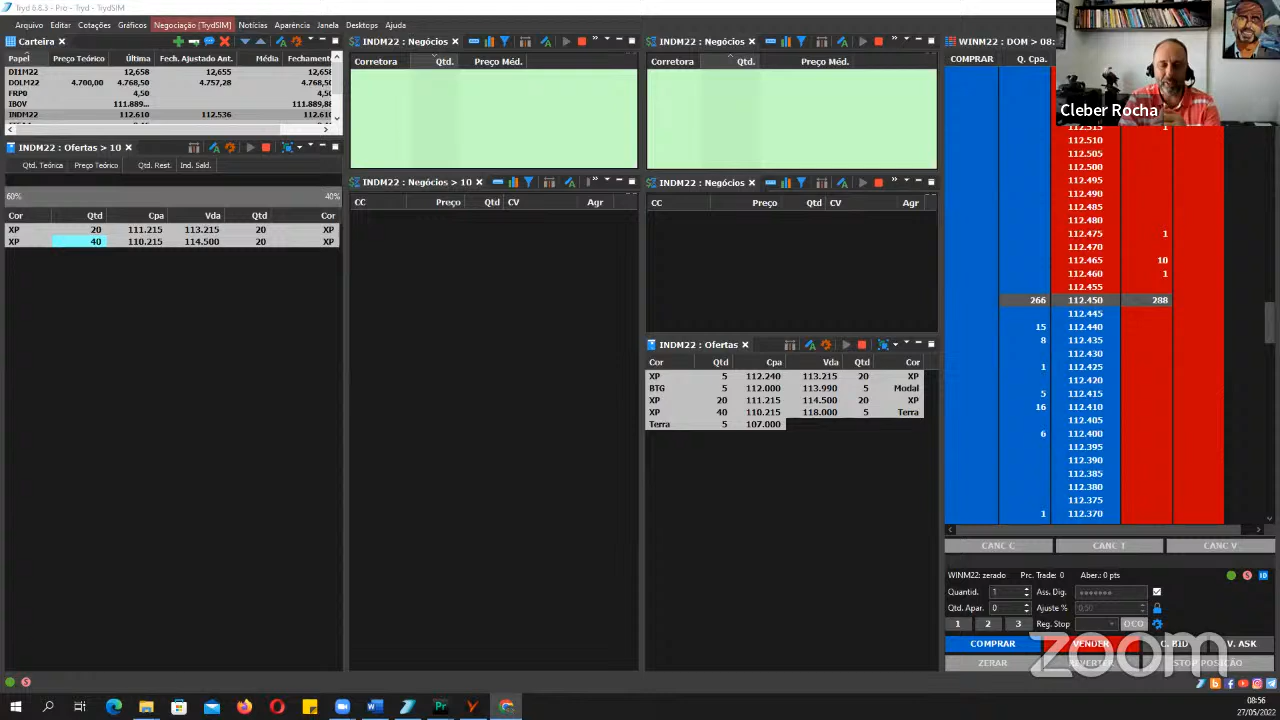 Tryd 6.8.3 - Pro - Tryd - TrydSIM
Arquivo Editar Cotações Gráficos Negociação [TrydSIM] Notícias Aparência Janela Desktops Ajuda
Carteira
Papel Preço Teórico Última Fech. Ajustado Ant. Média Fechamento
DI1M22 12,658 12,655 12,658
DOLM22 4.700,00 4.768,50 4.757,28 4.768,50
FRP0 4,50 4,50
IBOV 111.889... 111.889,88
INDM22 112.610 112.536 112.610
INDM22 : Ofertas > 10
Qtd. Teórica Preço Teórico Qtd. Rest. Ind. Sald.
60% 40%
Cor Qtd Cpa Vda Qtd Cor
XP 20 111.215 113.215 20 XP
XP 40 110.215 114.500 20 XP
INDM22 : Negócios
Corretora Qtd. Preço Méd.
INDM22 : Negócios > 10
CC Preço Qtd CV Agr
INDM22 : Negócios
Corretora Qtd. Preço Méd.
INDM22 : Negócios
CC Preço Qtd CV Agr
INDM22 : Ofertas
Cor Qtd Cpa Vda Qtd Cor
XP 5 112.240 113.215 20 XP
BTG 5 112.000 113.990 5 Modal
XP 20 111.215 114.500 20 XP
XP 40 110.215 118.000 5 Terra
Terra 5 107.000
WINM22 : DOM > 08:
COMPRAR Q. Cpa.
Cleber Rocha
112.515 1
112.510
112.505
112.500
112.495
112.490
112.485
112.480
112.475 1
112.470
112.465 10
112.460 1
112.455
266 112.450 288
112.445
15 112.440
8 112.435
112.430
1 112.425
112.420
5 112.415
16 112.410
112.405
6 112.400
112.395
112.390
112.385
112.380
112.375
1 112.370
CANC C CANC T CANC V
WINM22: zerado Prc. Trade: 0 Aber.: 0 pts
Quantid. 1 Ass. Dig. •••••••
Qtd. Apar. 0 Ajuste % 0,50
1 2 3 Reg. Stop OCO
COMPRAR VENDER C. BID V. ASK
ZERAR REVERTER STOP POSIÇÃO
zoom
08:56
27/05/2022